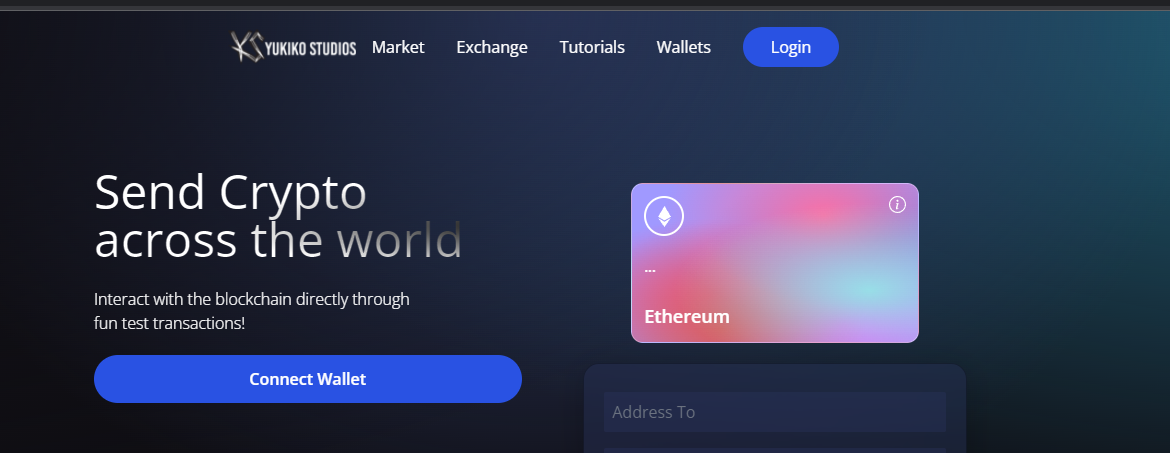 YUKIKO STUDIOS
Market
Exchange
Tutorials
Wallets
Login
Send Crypto
across the world
Interact with the blockchain directly through
fun test transactions!
Connect Wallet
i
...
Ethereum
Address To